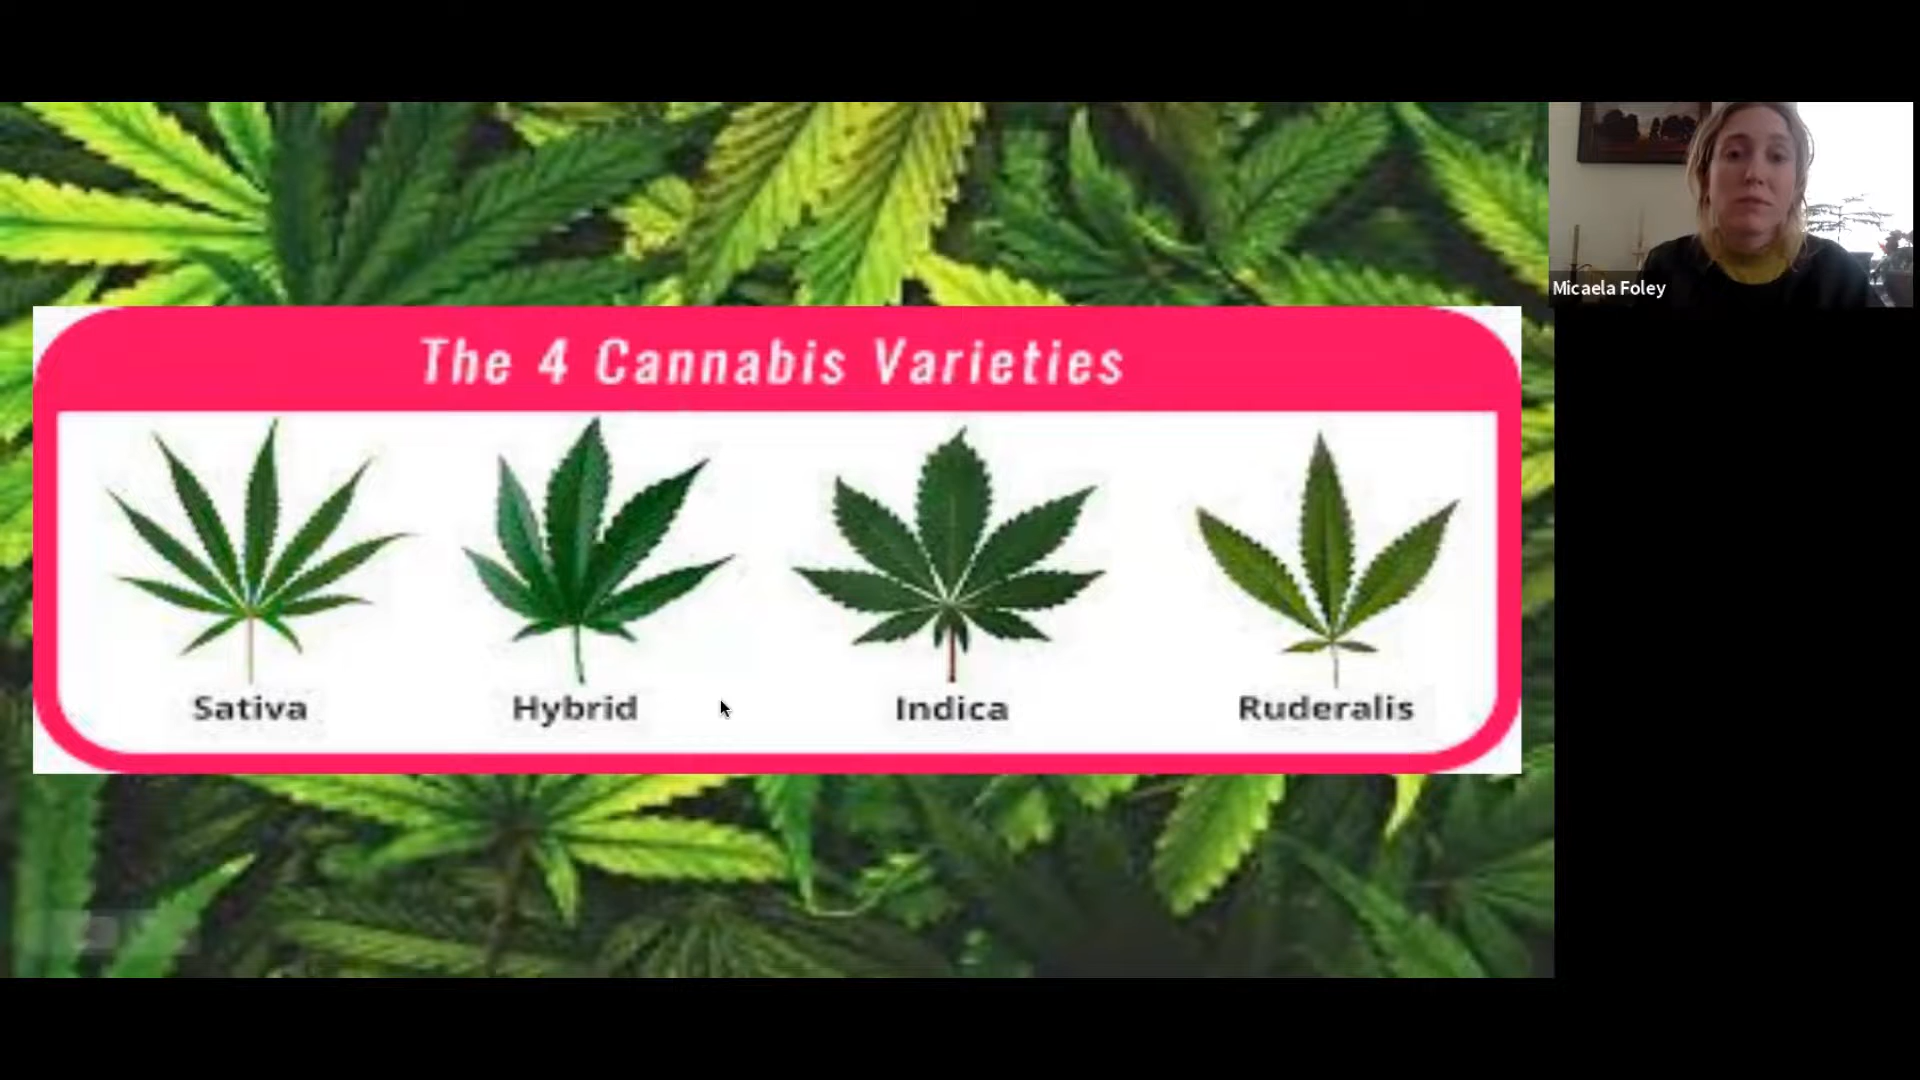 The 4 Cannabis Varieties
Sativa
Hybrid
Indica
Ruderalis
Micaela Foley